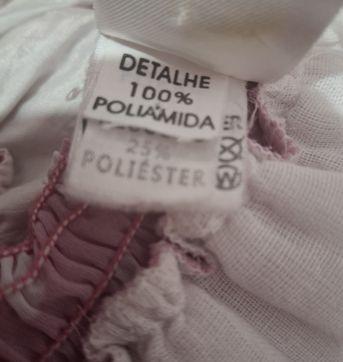 DETALHE
100%
POLIAMIDA
25%
POLIÉSTER